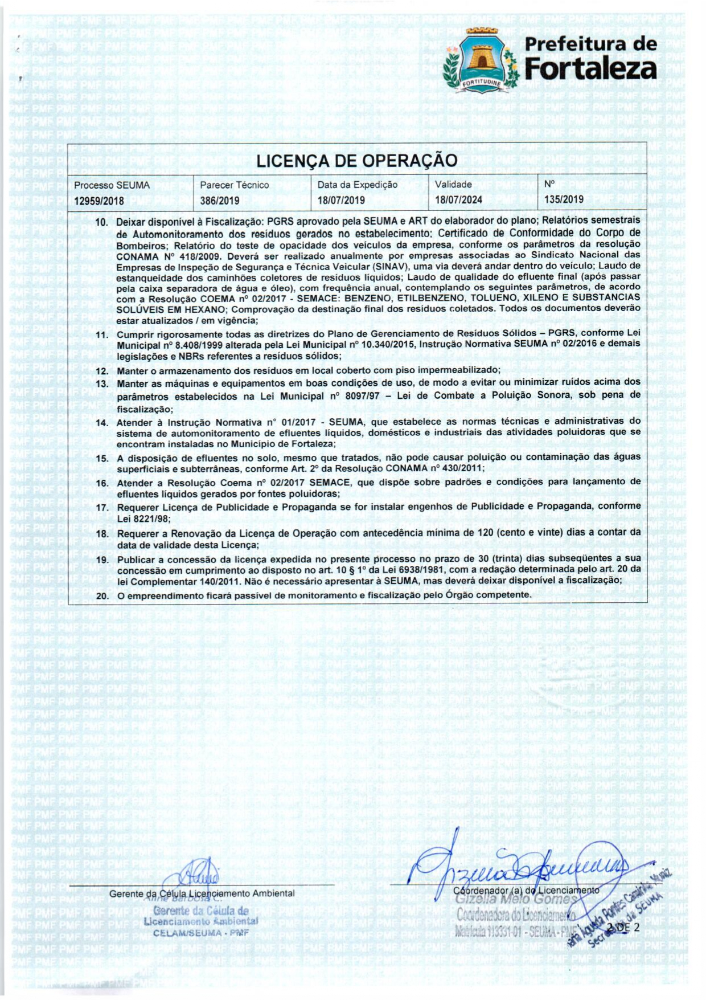 Prefeitura de
Fortaleza
FORTITUDINE
LICENÇA DE OPERAÇÃO
Processo SEUMA
12959/2018
Parecer Técnico
386/2019
Data da Expedição
18/07/2019
Validade
18/07/2024
Nº
135/2019
10. Deixar disponível à Fiscalização: PGRS aprovado pela SEUMA e ART do elaborador do plano; Relatórios semestrais
de Automonitoramento dos resíduos gerados no estabelecimento; Certificado de Conformidade do Corpo de
Bombeiros; Relatório do teste de opacidade dos veículos da empresa, conforme os parâmetros da resolução
CONAMA Nº 418/2009. Deverá ser realizado anualmente por empresas associadas ao Sindicato Nacional das
Empresas de Inspeção de Segurança e Técnica Veicular (SINAV), uma via deverá andar dentro do veículo; Laudo de
estanqueidade dos caminhões coletores de resíduos líquidos; Laudo de qualidade do efluente final (após passar
pela caixa separadora de água e óleo), com frequência anual, contemplando os seguintes parâmetros, de acordo
com a Resolução COEMA nº 02/2017 - SEMACE: BENZENO, ETILBENZENO, TOLUENO, XILENO E SUBSTANCIAS
SOLÚVEIS EM HEXANO; Comprovação da destinação final dos resíduos coletados. Todos os documentos deverão
estar atualizados / em vigência;
11. Cumprir rigorosamente todas as diretrizes do Plano de Gerenciamento de Resíduos Sólidos – PGRS, conforme Lei
Municipal nº 8.408/1999 alterada pela Lei Municipal nº 10.340/2015, Instrução Normativa SEUMA nº 02/2016 e demais
legislações e NBRs referentes a resíduos sólidos;
12. Manter o armazenamento dos resíduos em local coberto com piso impermeabilizado;
13. Manter as máquinas e equipamentos em boas condições de uso, de modo a evitar ou minimizar ruídos acima dos
parâmetros estabelecidos na Lei Municipal nº 8097/97 – Lei de Combate a Poluição Sonora, sob pena de
fiscalização;
14. Atender à Instrução Normativa n° 01/2017 - SEUMA, que estabelece as normas técnicas e administrativas do
sistema de automonitoramento de efluentes líquidos, domésticos e industriais das atividades poluidoras que se
encontram instaladas no Município de Fortaleza;
15. A disposição de efluentes no solo, mesmo que tratados, não pode causar poluição ou contaminação das águas
superficiais e subterrâneas, conforme Art. 2º da Resolução CONAMA nº 430/2011;
16. Atender a Resolução Coema nº 02/2017 SEMACE, que dispõe sobre padrões e condições para lançamento de
efluentes líquidos gerados por fontes poluidoras;
17. Requerer Licença de Publicidade e Propaganda se for instalar engenhos de Publicidade e Propaganda, conforme
Lei 8221/98;
18. Requerer a Renovação da Licença de Operação com antecedência mínima de 120 (cento e vinte) dias a contar da
data de validade desta Licença;
19. Publicar a concessão da licença expedida no presente processo no prazo de 30 (trinta) dias subseqüentes a sua
concessão em cumprimento ao disposto no art. 10 § 1º da Lei 6938/1981, com a redação determinada pelo art. 20 da
lei Complementar 140/2011. Não é necessário apresentar à SEUMA, mas deverá deixar disponível a fiscalização;
20. O empreendimento ficará passível de monitoramento e fiscalização pelo Órgão competente.
Gerente da Célula Licenciamento Ambiental
Anne Barbosa C.
Gerente da Célula de
Licenciamento Ambiental
CELAM/SEUMA - PMF
Coordenador (a) do Licenciamento
Gizella Melo Gomes
Coordenadora do Licenciamento
Matrícula 113331-01 - SEUMA - PMF
Águeda Pontes Caminha Muniz
Secretária da SEUMA
2 DE 2